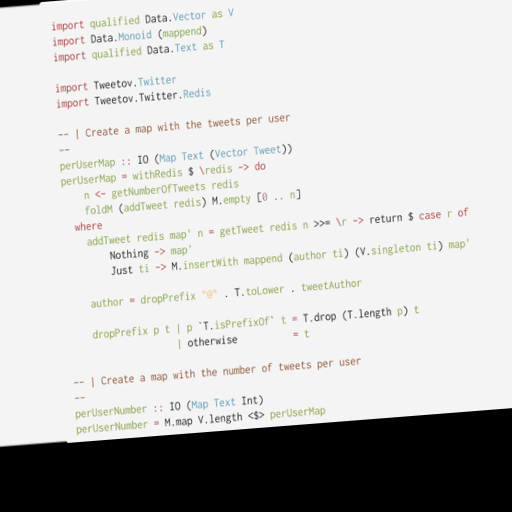 import qualified Data.Vector as V
import Data.Monoid (mappend)
import qualified Data.Text as T

import Tweetov.Twitter
import Tweetov.Twitter.Redis

-- | Create a map with the tweets per user
--
perUserMap :: IO (Map Text (Vector Tweet))
perUserMap = withRedis $ \redis -> do
    n <- getNumberOfTweets redis
    foldM (addTweet redis) M.empty [0 .. n]
  where
    addTweet redis map' n = getTweet redis n >>= \r -> return $ case r of
        Nothing -> map'
        Just ti -> M.insertWith mappend (author ti) (V.singleton ti) map'

    author = dropPrefix "@" . T.toLower . tweetAuthor

    dropPrefix p t | p `T.isPrefixOf` t = T.drop (T.length p) t
                   | otherwise          = t

-- | Create a map with the number of tweets per user
--
perUserNumber :: IO (Map Text Int)
perUserNumber = M.map V.length <$> perUserMap